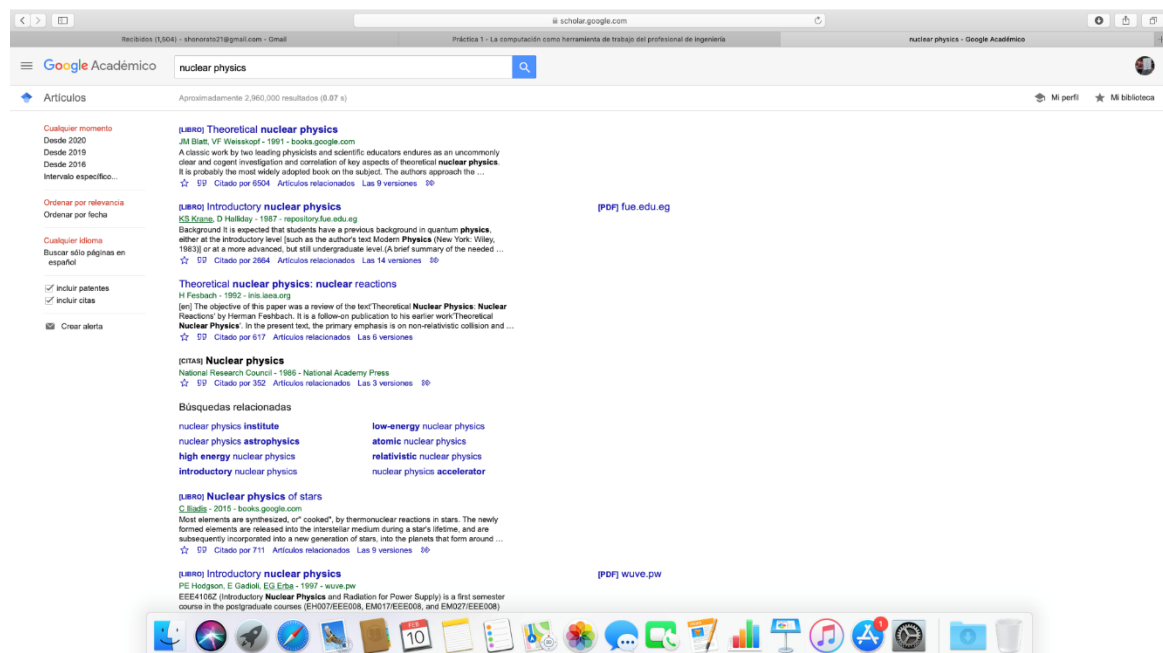 scholar.google.com
Recibidos (1,504) - shonorato21@gmail.com - Gmail
Práctica 1 - La computación como herramienta de trabajo del profesional de ingeniería
nuclear physics - Google Académico
Google Académico
nuclear physics
Artículos
Aproximadamente 2,960,000 resultados (0.07 s)
Mi perfil
Mi biblioteca
Cualquier momento
Desde 2020
Desde 2019
Desde 2016
Intervalo específico...
Ordenar por relevancia
Ordenar por fecha
Cualquier idioma
Buscar sólo páginas en
español
incluir patentes
incluir citas
Crear alerta
[LIBRO] Theoretical nuclear physics
JM Blatt, VF Weisskopf - 1991 - books.google.com
A classic work by two leading physicists and scientific educators endures as an uncommonly
clear and cogent investigation and correlation of key aspects of theoretical nuclear physics.
It is probably the most widely adopted book on the subject. The authors approach the ...
Citado por 6504 Artículos relacionados Las 9 versiones
[LIBRO] Introductory nuclear physics
[PDF] fue.edu.eg
KS Krane, D Halliday - 1987 - repository.fue.edu.eg
Background It is expected that students have a previous background in quantum physics,
either at the introductory level [such as the author's text Modern Physics (New York: Wiley,
1983)] or at a more advanced, but still undergraduate level.(A brief summary of the needed ...
Citado por 2664 Artículos relacionados Las 14 versiones
Theoretical nuclear physics: nuclear reactions
H Fesbach - 1992 - inis.iaea.org
[en] The objective of this paper was a review of the text'Theoretical Nuclear Physics: Nuclear
Reactions' by Herman Feshbach. It is a follow-on publication to his earlier work'Theoretical
Nuclear Physics'. In the present text, the primary emphasis is on non-relativistic collision and ...
Citado por 617 Artículos relacionados Las 6 versiones
[CITAS] Nuclear physics
National Research Council - 1986 - National Academy Press
Citado por 352 Artículos relacionados Las 3 versiones
Búsquedas relacionadas
nuclear physics institute
low-energy nuclear physics
nuclear physics astrophysics
atomic nuclear physics
high energy nuclear physics
relativistic nuclear physics
introductory nuclear physics
nuclear physics accelerator
[LIBRO] Nuclear physics of stars
C Iliadis - 2015 - books.google.com
Most elements are synthesized, or" cooked", by thermonuclear reactions in stars. The newly
formed elements are released into the interstellar medium during a star's lifetime, and are
subsequently incorporated into a new generation of stars, into the planets that form around ...
Citado por 711 Artículos relacionados Las 9 versiones
[LIBRO] Introductory nuclear physics
[PDF] wuve.pw
PE Hodgson, E Gadioli, EG Erba - 1997 - wuve.pw
EEE4106Z (Introductory Nuclear Physics and Radiation for Power Supply) is a first semester
course in the postgraduate courses (EH007/EEE008, EM017/EEE008, and EM027/EEE008)
FEB
10
1